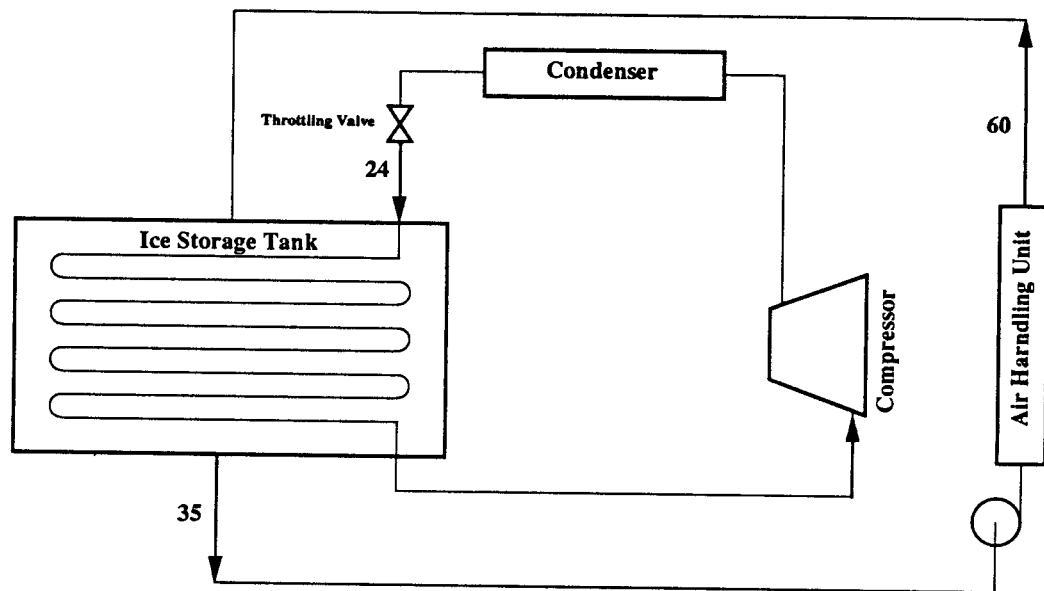 Condenser
Throttling Valve
60
24
Ice Storage Tank
Compressor
Air Harndling Unit
35